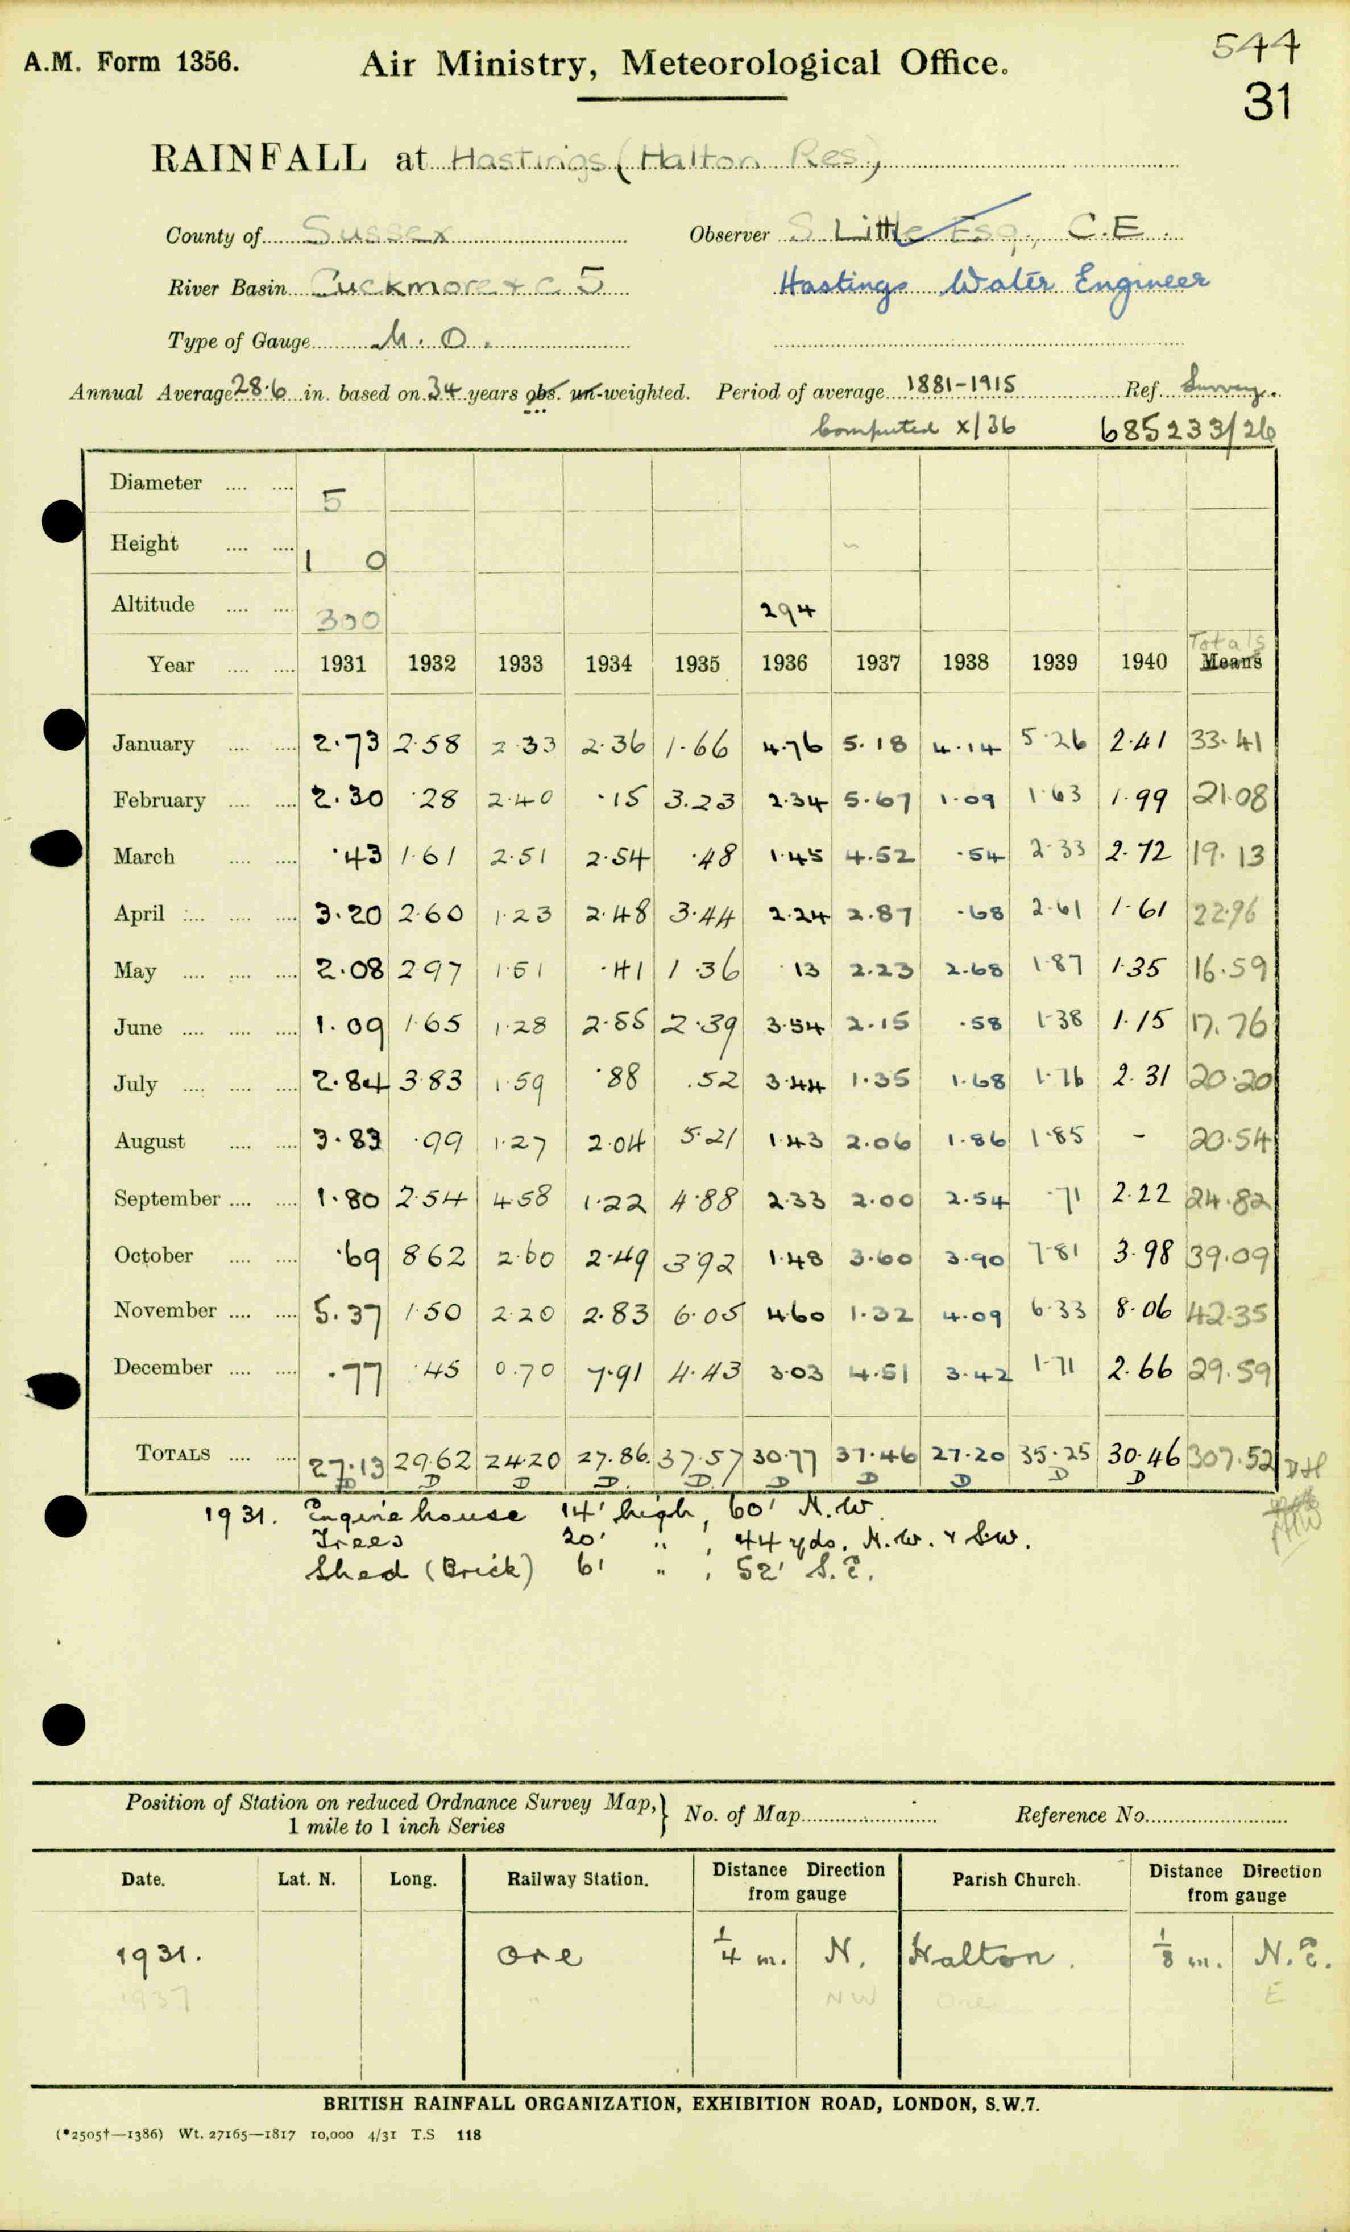 544
A.M. Form 1356. Air Ministry, Meteorological Office.
31
RAINFALL at Hastings (Halton Res)
County of Sussex Observer S Little Esq., C.E.
River Basin Cuckmore & c 5 Hastings Water Engineer
Type of Gauge M.O.
Annual Average 28.6 in. based on 34 years obs. un-weighted. Period of average 1881-1915 Ref. Survey
Computed X/36 685233/26
Diameter .... .... 5
Height .... .... 1 0
Altitude .... .... 300 294
Totals
Year .... .... 1931 1932 1933 1934 1935 1936 1937 1938 1939 1940 Means
January .... .... 2.73 2.58 2.33 2.36 1.66 4.76 5.18 4.14 5.26 2.41 33.41
February .... .... 2.30 .28 2.40 .15 3.23 2.34 5.67 1.09 1.63 1.99 21.08
March .... .... .43 1.61 2.51 2.54 .48 1.45 4.52 .54 2.33 2.72 19.13
April .... .... .... 3.20 2.60 1.23 2.48 3.44 2.24 2.87 .68 2.61 1.61 22.96
May .... .... .... 2.08 2.97 1.51 .41 1.36 .13 2.23 2.68 1.87 1.35 16.59
June .... .... .... 1.09 1.65 1.28 2.55 2.39 3.54 2.15 .58 1.38 1.15 17.76
July .... .... .... 2.84 3.83 1.59 .88 .52 3.44 1.35 1.68 1.76 2.31 20.20
August .... .... 3.83 .99 1.27 2.04 5.21 1.43 2.06 1.86 1.85 - 20.54
September .... .... 1.80 2.54 4.58 1.22 4.88 2.33 2.00 2.54 .71 2.22 24.82
October .... .... .69 8.62 2.60 2.49 3.92 1.48 3.60 3.90 7.81 3.98 39.09
November .... .... 5.37 1.50 2.20 2.83 6.05 4.60 1.32 4.09 6.33 8.06 42.35
December .... .... .77 .45 0.70 7.91 4.43 3.03 4.51 3.42 1.71 2.66 29.59
TOTALS .... .... 27.13 29.62 24.20 27.86 37.57 30.77 37.46 27.20 35.25 30.46 307.52 DH
D D D D D D D D D D
1931. Engine house 14' high, 60' N.W.
Trees 20' " , 44 yds. N.W. & S.W.
Shed (Brick) 6' " , 52' S.E.
Position of Station on reduced Ordnance Survey Map, 1 mile to 1 inch Series } No. of Map Reference No.
Date. Lat. N. Long. Railway Station. Distance Direction from gauge Parish Church. Distance Direction from gauge
1931. Ore 1/4 m. N. Halton. 1/8 m. N.E.
1937 " NW Ore E
BRITISH RAINFALL ORGANIZATION, EXHIBITION ROAD, LONDON, S.W.7.
(*2505†—1386) Wt. 27165—1817 10,000 4/31 T.S 118